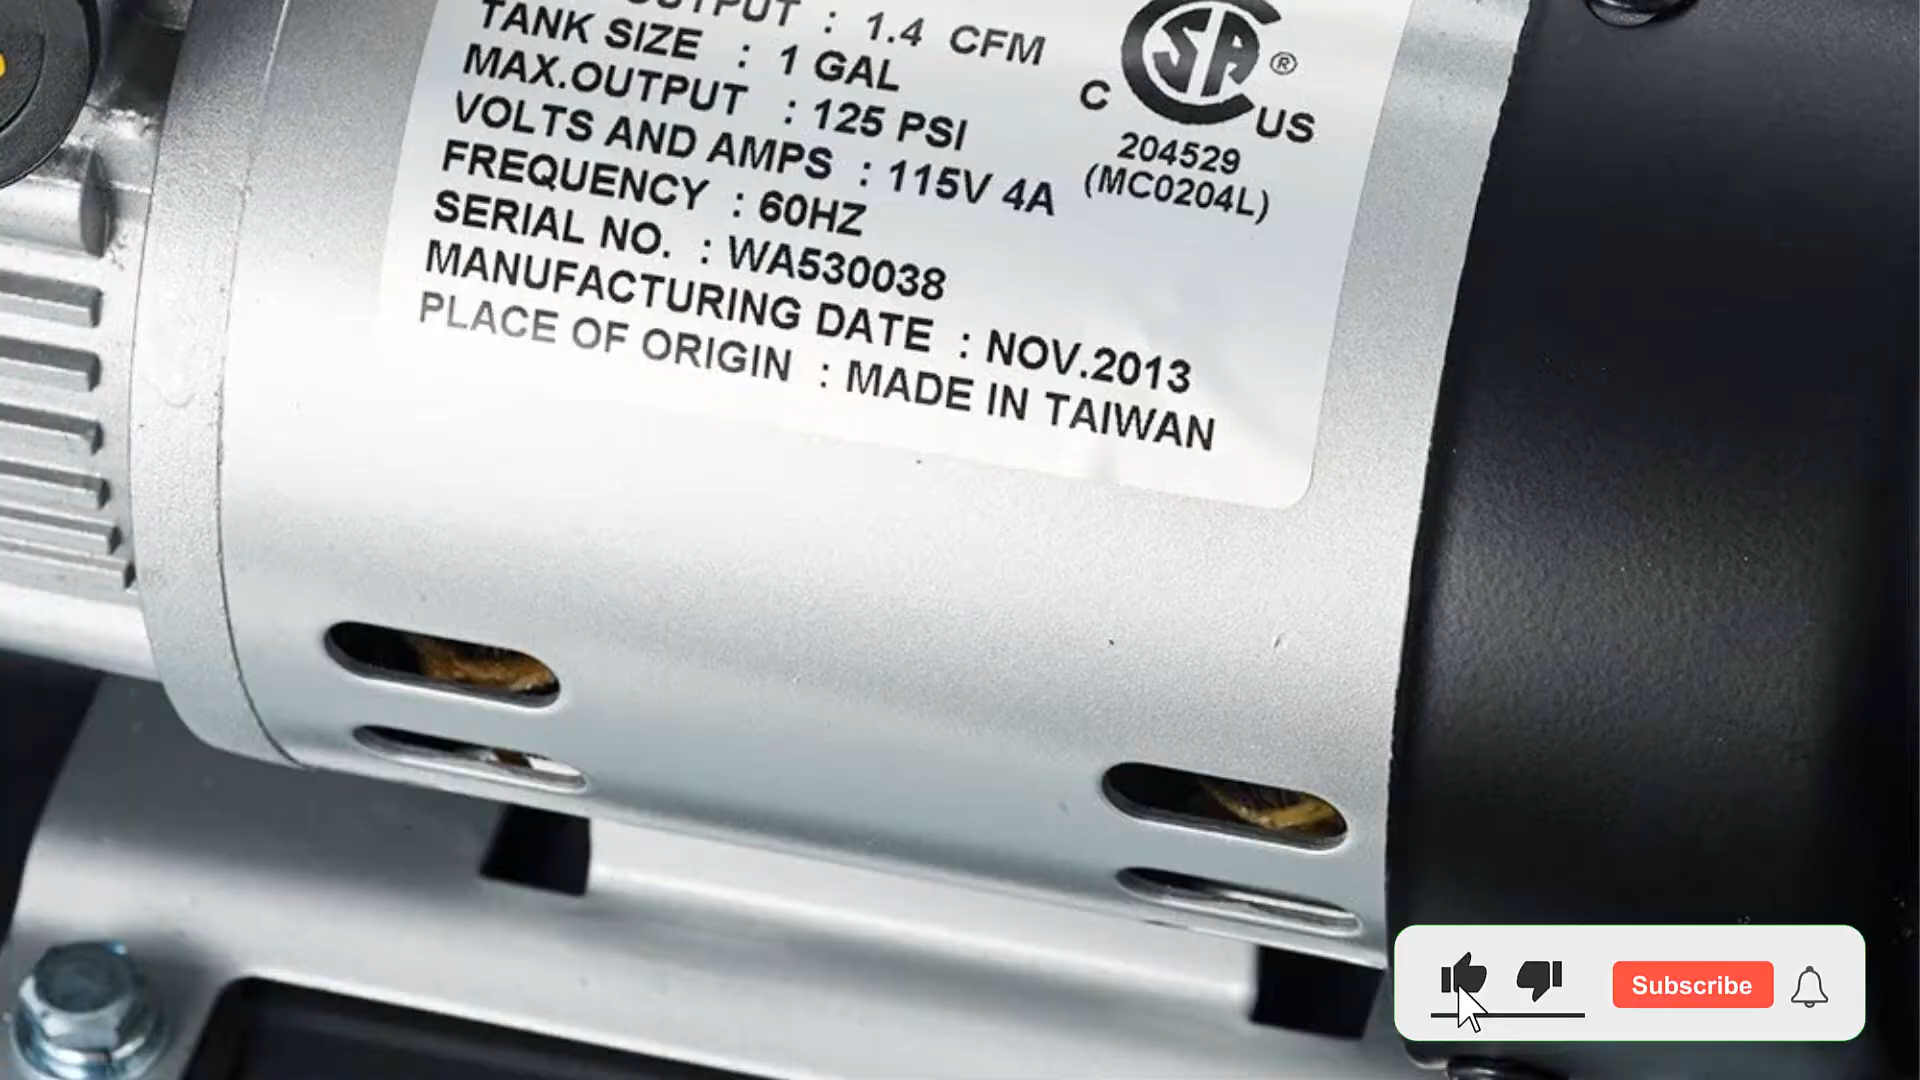 OUTPUT : 1.4 CFM
TANK SIZE : 1 GAL
MAX.OUTPUT : 125 PSI
VOLTS AND AMPS : 115V 4A
FREQUENCY : 60HZ
SERIAL NO. : WA530038
MANUFACTURING DATE : NOV.2013
PLACE OF ORIGIN : MADE IN TAIWAN
SA ®
C US
204529
(MC0204L)
Subscribe